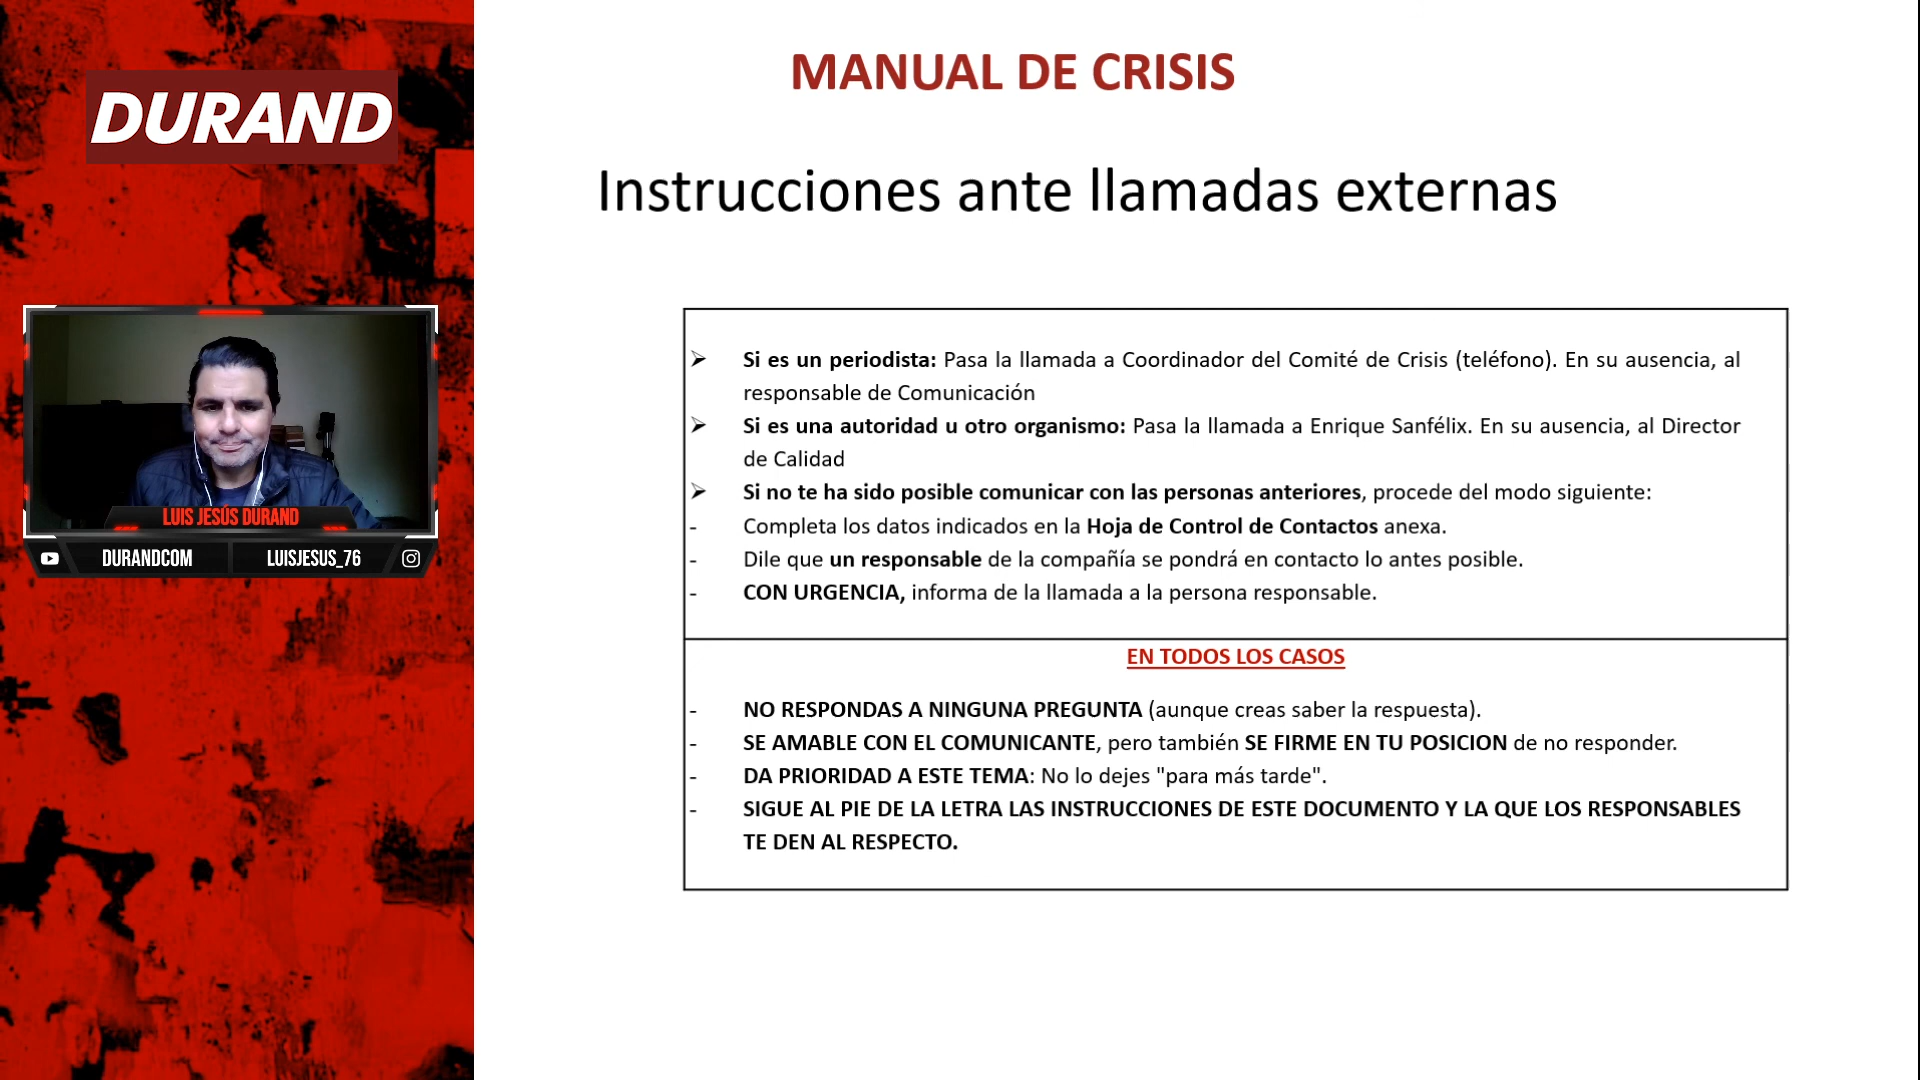 DURAND
LUIS JESÚS DURAND
DURANDCOM
LUISJESUS_76
MANUAL DE CRISIS
Instrucciones ante llamadas externas
➢ Si es un periodista: Pasa la llamada a Coordinador del Comité de Crisis (teléfono). En su ausencia, al
responsable de Comunicación
➢ Si es una autoridad u otro organismo: Pasa la llamada a Enrique Sanfélix. En su ausencia, al Director
de Calidad
➢ Si no te ha sido posible comunicar con las personas anteriores, procede del modo siguiente:
- Completa los datos indicados en la Hoja de Control de Contactos anexa.
- Dile que un responsable de la compañía se pondrá en contacto lo antes posible.
- CON URGENCIA, informa de la llamada a la persona responsable.
EN TODOS LOS CASOS
- NO RESPONDAS A NINGUNA PREGUNTA (aunque creas saber la respuesta).
- SE AMABLE CON EL COMUNICANTE, pero también SE FIRME EN TU POSICION de no responder.
- DA PRIORIDAD A ESTE TEMA: No lo dejes "para más tarde".
- SIGUE AL PIE DE LA LETRA LAS INSTRUCCIONES DE ESTE DOCUMENTO Y LA QUE LOS RESPONSABLES
TE DEN AL RESPECTO.